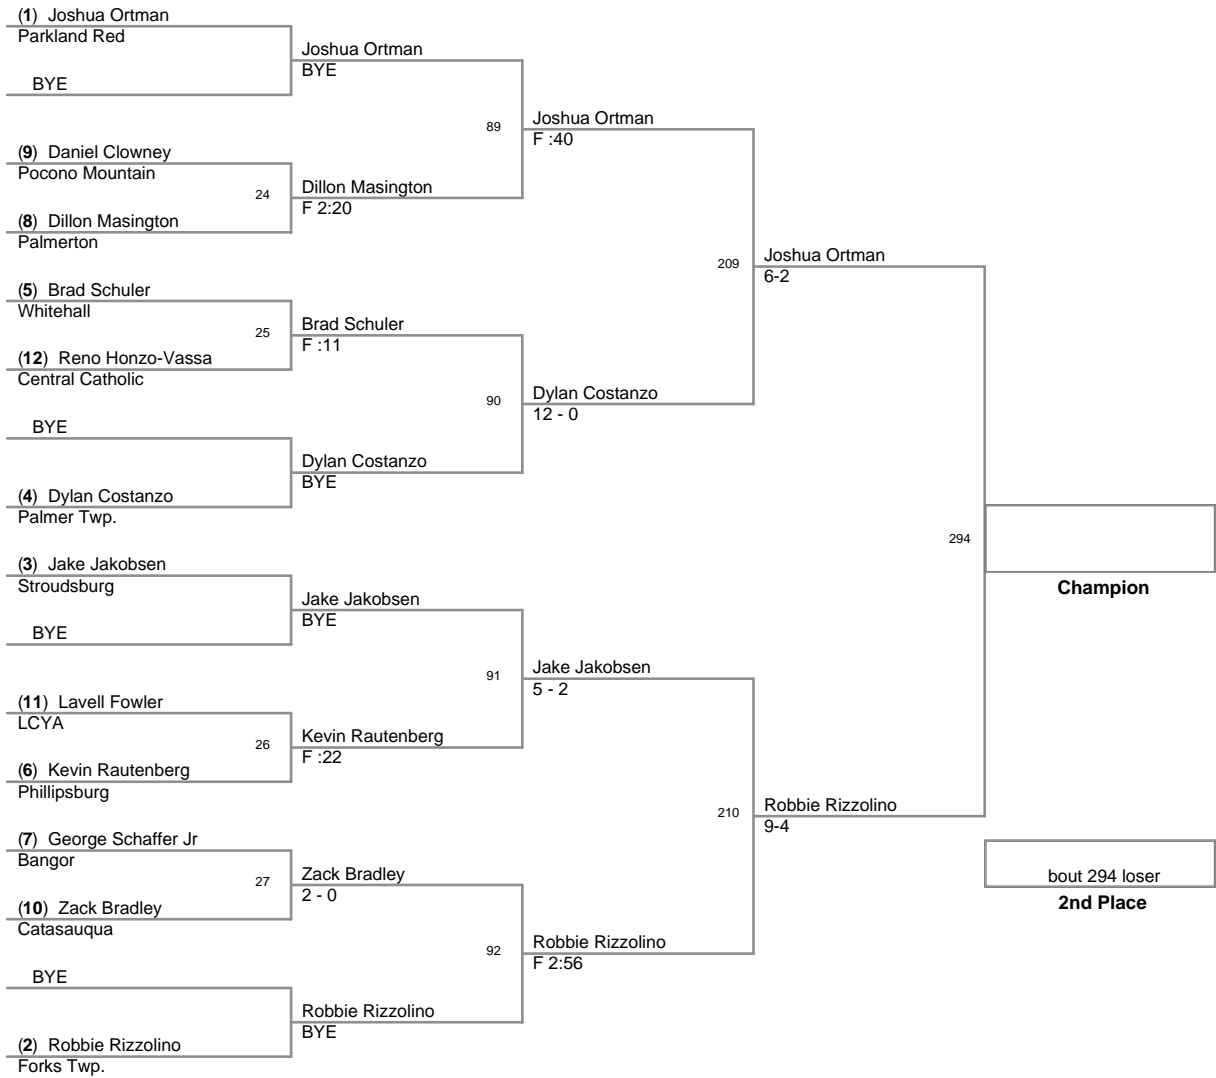 (1) Joshua Ortman
Parkland Red
Joshua Ortman
BYE
BYE
89
Joshua Ortman
F :40
(9) Daniel Clowney
Pocono Mountain
24
Dillon Masington
F 2:20
(8) Dillon Masington
Palmerton
209
Joshua Ortman
6-2
(5) Brad Schuler
Whitehall
25
Brad Schuler
F :11
(12) Reno Honzo-Vassa
Central Catholic
90
Dylan Costanzo
12 - 0
BYE
Dylan Costanzo
BYE
(4) Dylan Costanzo
Palmer Twp.
294
Champion
(3) Jake Jakobsen
Stroudsburg
Jake Jakobsen
BYE
BYE
91
Jake Jakobsen
5 - 2
(11) Lavell Fowler
LCYA
26
Kevin Rautenberg
F :22
(6) Kevin Rautenberg
Phillipsburg
210
Robbie Rizzolino
9-4
(7) George Schaffer Jr
Bangor
27
Zack Bradley
2 - 0
(10) Zack Bradley
Catasauqua
bout 294 loser
2nd Place
92
Robbie Rizzolino
F 2:56
BYE
Robbie Rizzolino
BYE
(2) Robbie Rizzolino
Forks Twp.